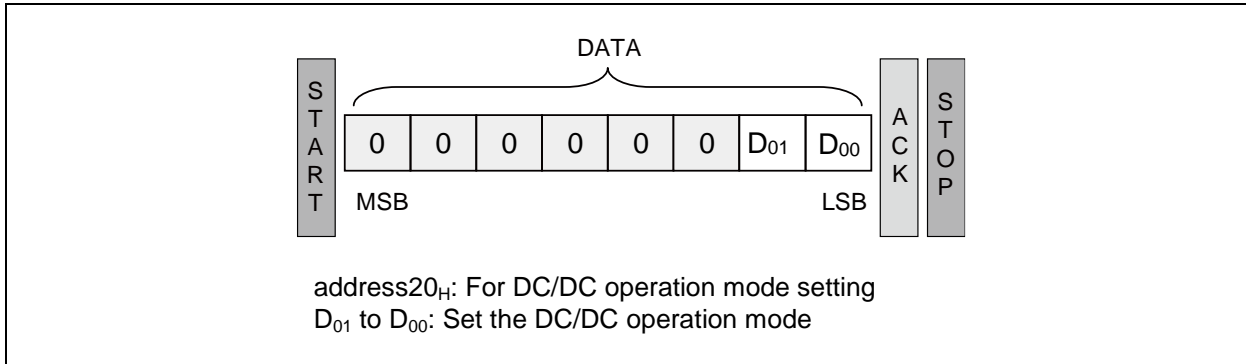 DATA
START
0 0 0 0 0 0 D₀₁ D₀₀
ACK
STOP
MSB LSB
address20_H: For DC/DC operation mode setting
D₀₁ to D₀₀: Set the DC/DC operation mode